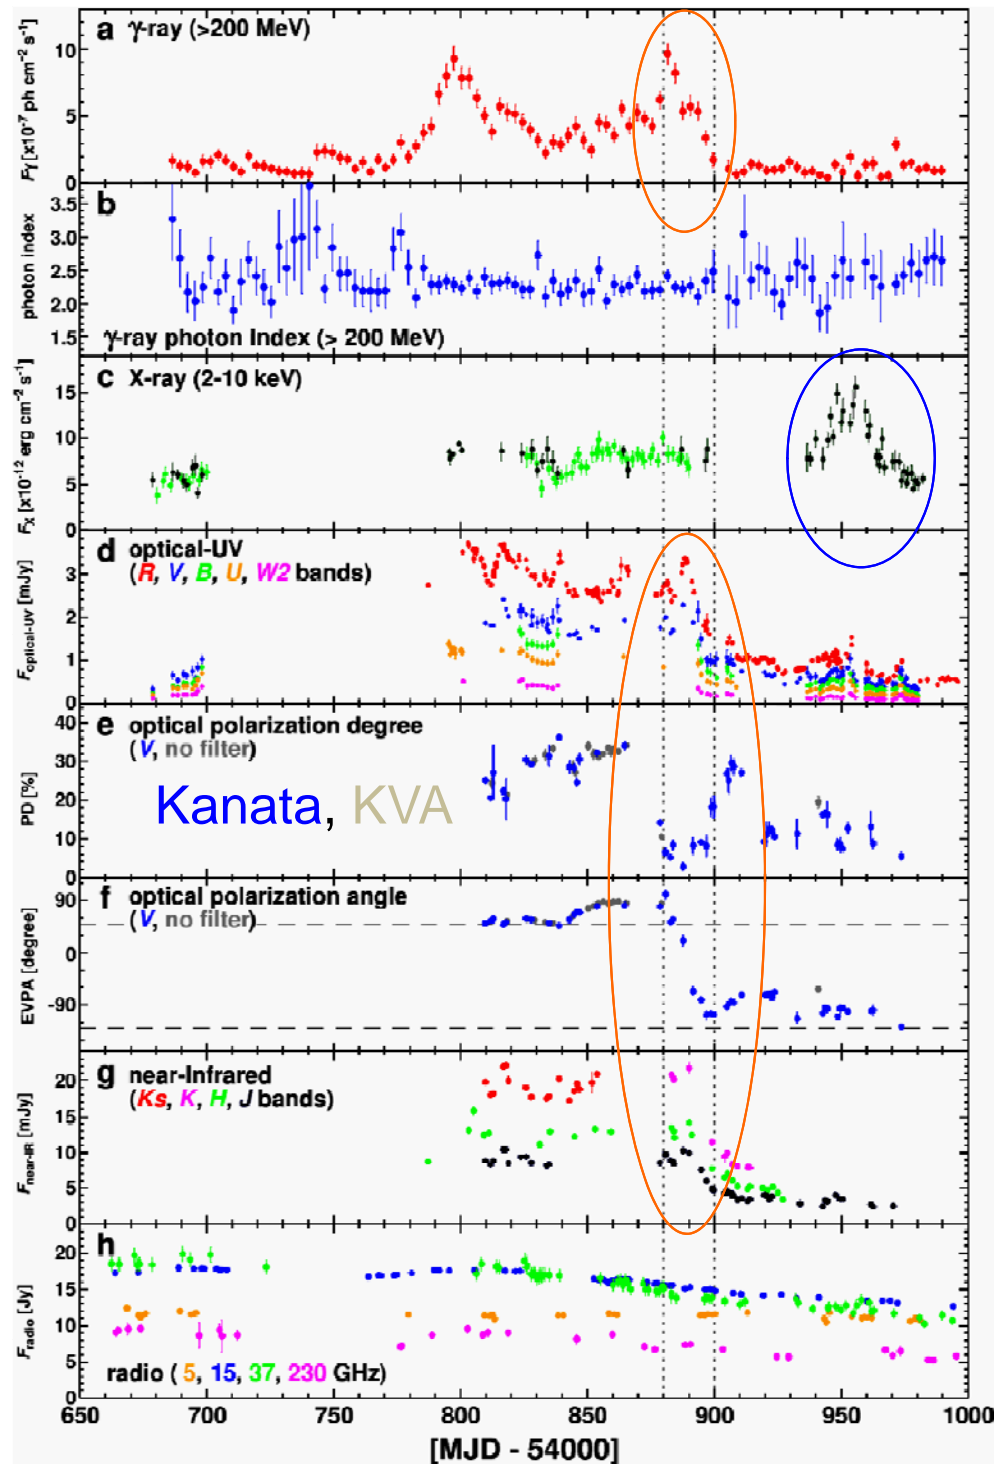 a γ-ray (>200 MeV)
Fγ [x10⁻⁷ ph cm⁻² s⁻¹]
10
5
0
b
photon index
3.5
3.0
2.5
2.0
1.5
γ-ray photon Index (> 200 MeV)
c X-ray (2-10 keV)
Fx [x10⁻¹² erg cm⁻² s⁻¹]
15
10
5
0
d optical-UV
(R, V, B, U, W2 bands)
Foptical-UV [mJy]
3
2
1
0
e optical polarization degree
(V, no filter)
Kanata, KVA
PD [%]
40
30
20
10
0
f optical polarization angle
(V, no filter)
EVPA [degree]
90
0
-90
g near-Infrared
(Ks, K, H, J bands)
Fnear-IR [mJy]
20
15
10
5
0
h
Fradio [Jy]
20
15
10
5
0
radio ( 5, 15, 37, 230 GHz)
650 700 750 800 850 900 950 1000
[MJD - 54000]